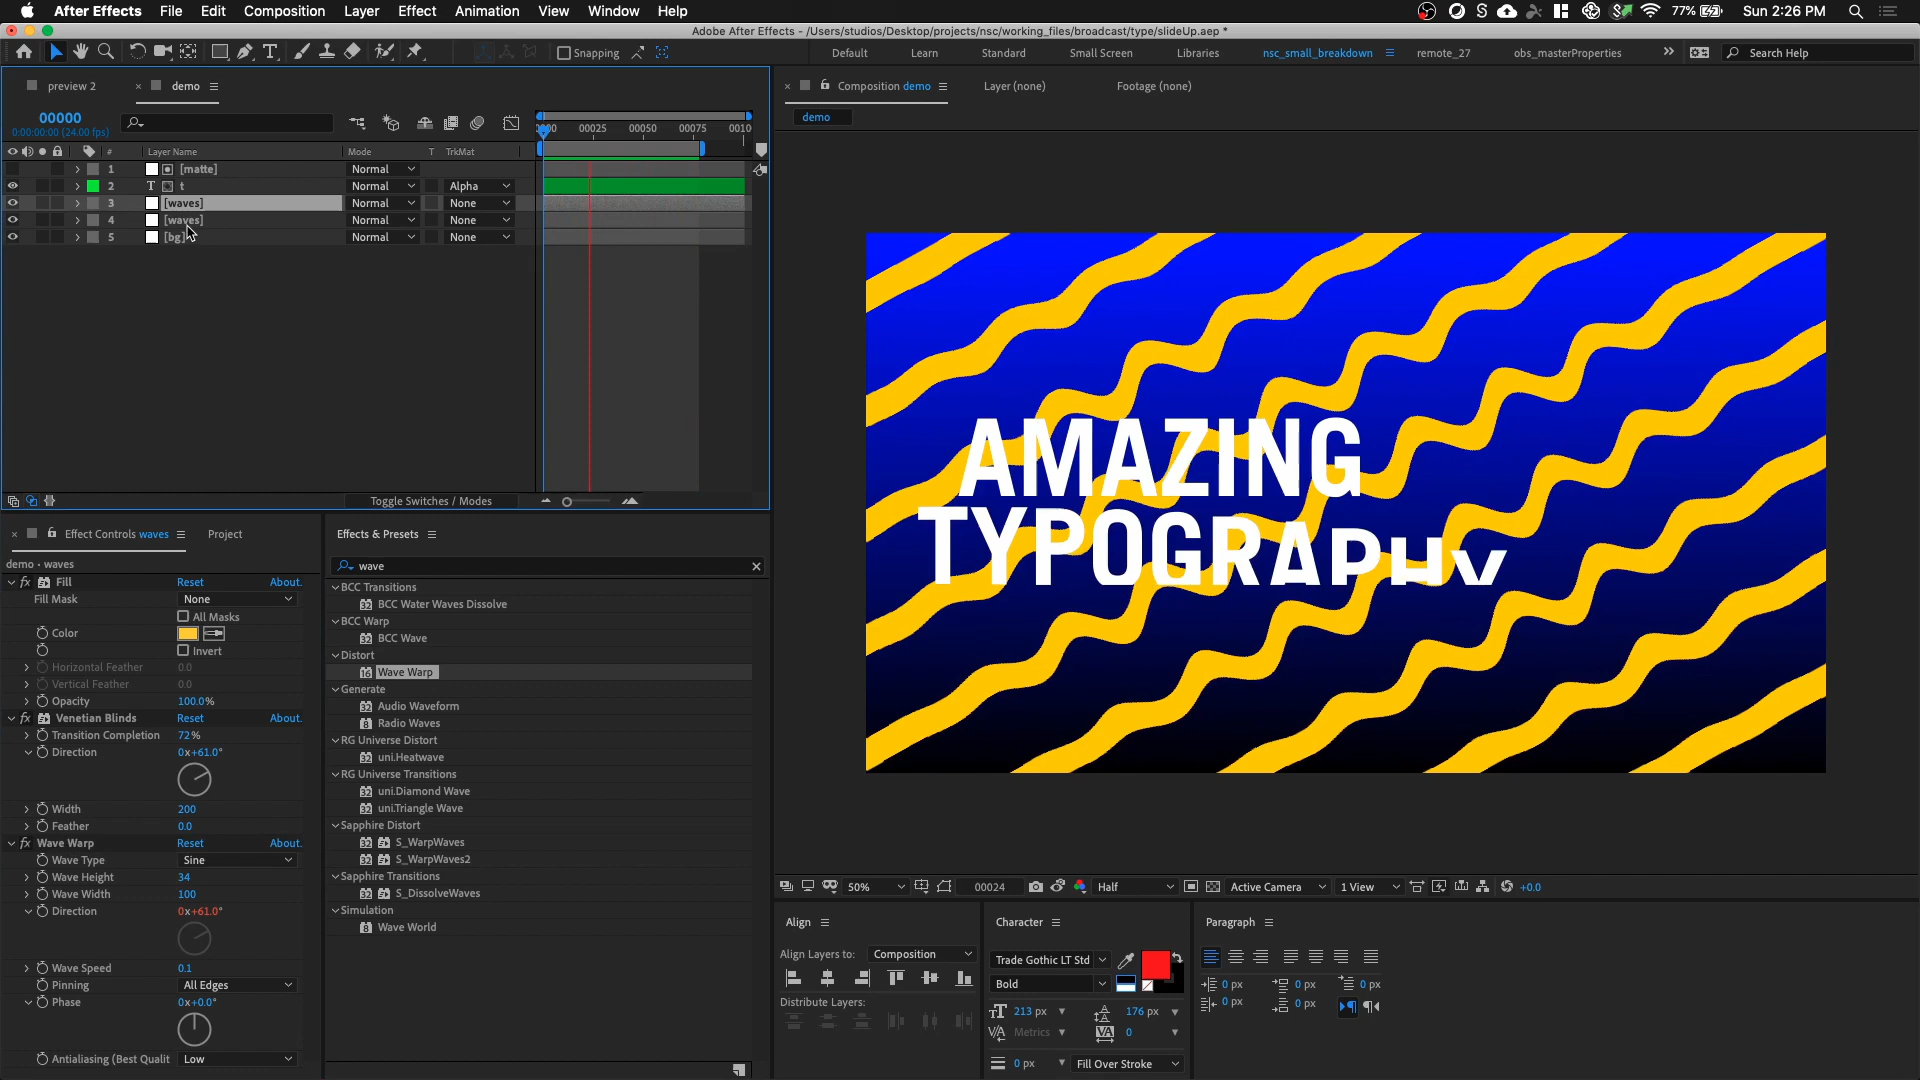 After Effects File Edit Composition Layer Effect Animation View Window Help 77% Sun 2:26 PM
Adobe After Effects - /Users/studios/Desktop/projects/nsc/working_files/broadcast/type/slideUp.aep *
Snapping Default Learn Standard Small Screen Libraries nsc_small_breakdown remote_27 obs_masterProperties Search Help
preview 2 demo
Composition demo Layer (none) Footage (none)
00000
0:00:00:00 (24.00 fps)
demo
00025 00050 00075 0010
# Layer Name Mode T TrkMat
1 [matte] Normal
2 T t Normal Alpha
3 [waves] Normal None
4 [waves] Normal None
5 [bg] Normal None
AMAZING
TYPOGRAPHY
Toggle Switches / Modes
Effect Controls waves Project
demo • waves
fx Fill Reset About.
Fill Mask None
All Masks
Color
Invert
Horizontal Feather 0.0
Vertical Feather 0.0
Opacity 100.0%
fx Venetian Blinds Reset About.
Transition Completion 72%
Direction 0x+61.0°
Width 200
Feather 0.0
fx Wave Warp Reset About.
Wave Type Sine
Wave Height 34
Wave Width 100
Direction 0x+61.0°
Wave Speed 0.1
Pinning All Edges
Phase 0x+0.0°
Antialiasing (Best Qualit Low
Effects & Presets
wave
BCC Transitions
BCC Water Waves Dissolve
BCC Warp
BCC Wave
Distort
Wave Warp
Generate
Audio Waveform
Radio Waves
RG Universe Distort
uni.Heatwave
RG Universe Transitions
uni.Diamond Wave
uni.Triangle Wave
Sapphire Distort
S_WarpWaves
S_WarpWaves2
Sapphire Transitions
S_DissolveWaves
Simulation
Wave World
50% 00024 Half Active Camera 1 View +0.0
Align
Align Layers to: Composition
Distribute Layers:
Character
Trade Gothic LT Std
Bold
213 px 176 px
Metrics 0
0 px Fill Over Stroke
Paragraph
0 px 0 px 0 px
0 px 0 px